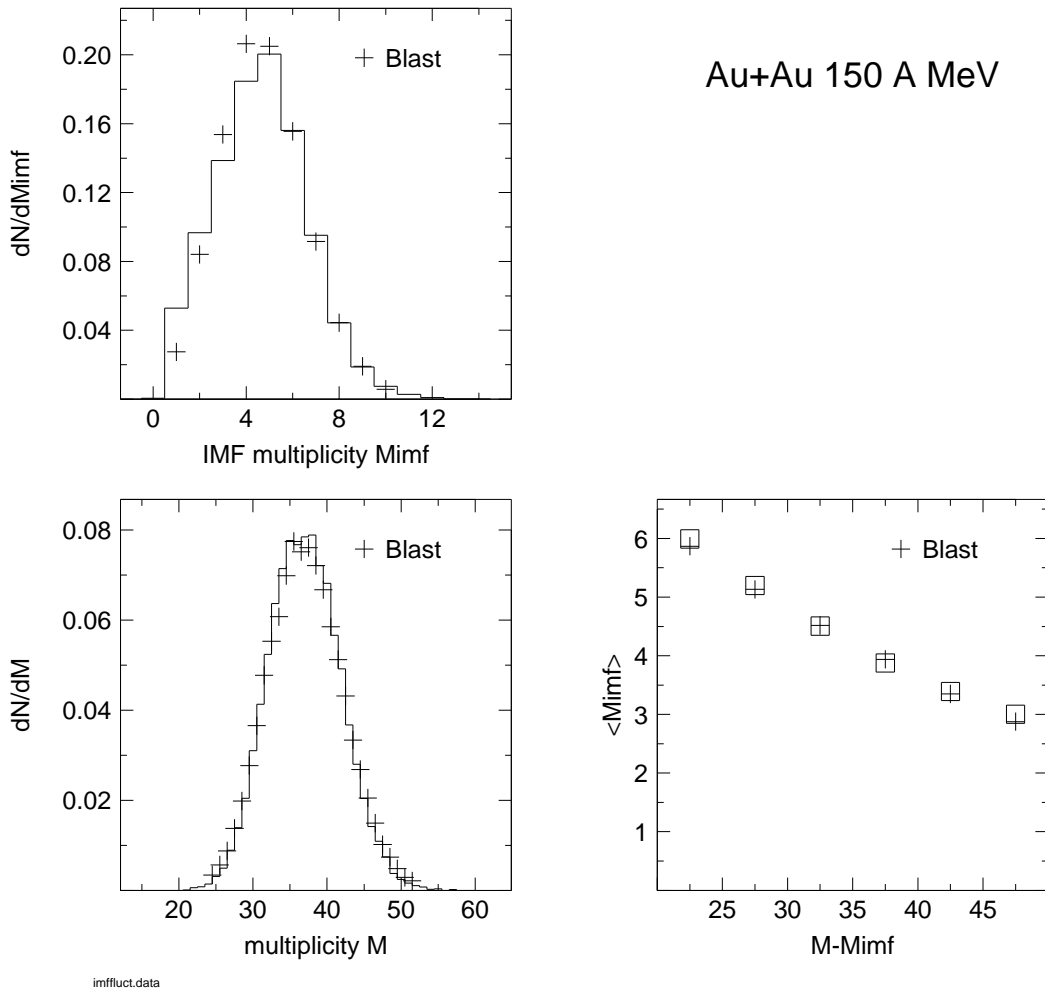 0.20
0.16
0.12
0.08
0.04
dN/dMimf
Blast
0 4 8 12
IMF multiplicity Mimf
Au+Au 150 A MeV
0.08
0.06
0.04
0.02
dN/dM
Blast
20 30 40 50 60
multiplicity M
6
5
4
3
2
1
<Mimf>
Blast
25 30 35 40 45
M-Mimf
imffluct.data